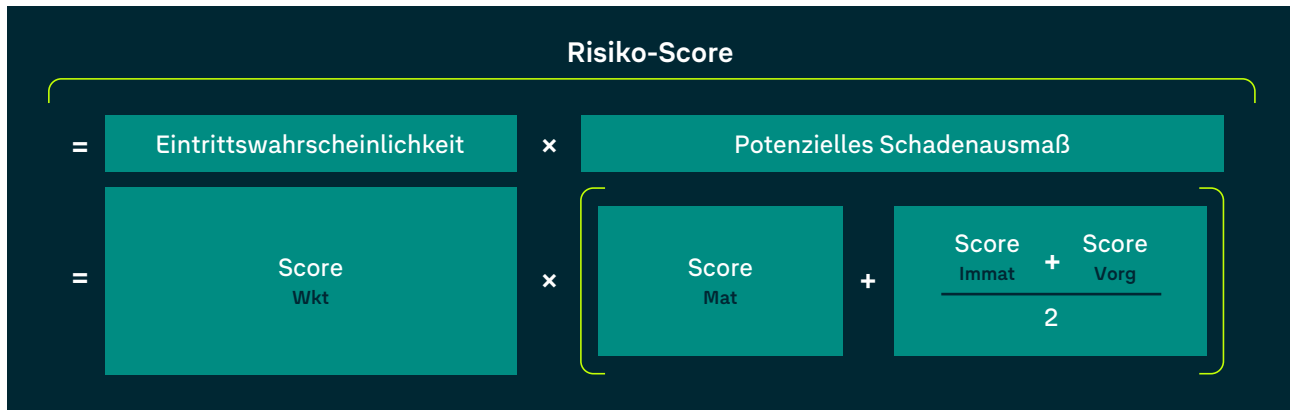 Risiko-Score
= Eintrittswahrscheinlichkeit × Potenzielles Schadenausmaß
= Score × Score + Score + Score
Wkt Mat Immat Vorg
2